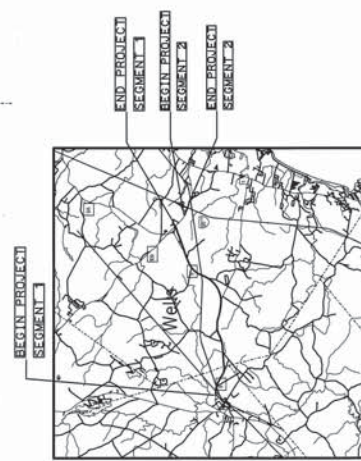 BEGIN PROJECT
SEGMENT 1
END PROJECT
SEGMENT 1
BEGIN PROJECT
SEGMENT 2
END PROJECT
SEGMENT 2
Wells